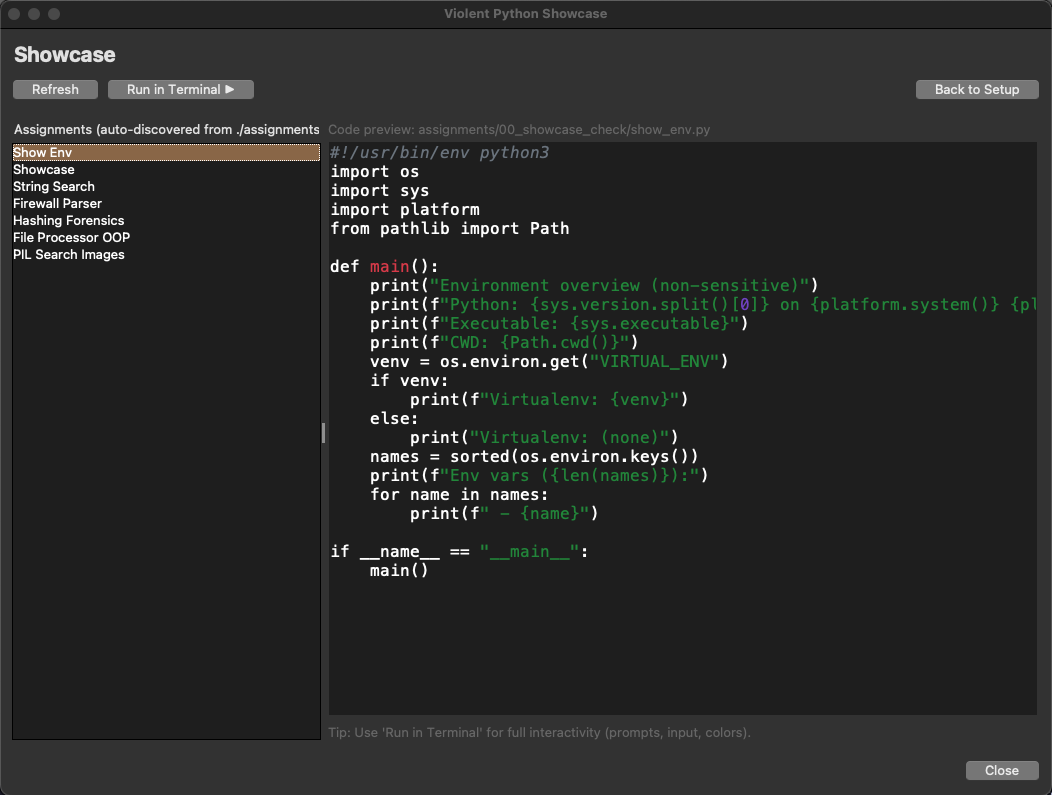 Violent Python Showcase
Showcase
Refresh
Run in Terminal ▶
Back to Setup
Assignments (auto-discovered from ./assignments
Show Env
Showcase
String Search
Firewall Parser
Hashing Forensics
File Processor OOP
PIL Search Images
Code preview: assignments/00_showcase_check/show_env.py
#!/usr/bin/env python3
import os
import sys
import platform
from pathlib import Path

def main():
    print("Environment overview (non-sensitive)")
    print(f"Python: {sys.version.split()[0]} on {platform.system()} {pl
    print(f"Executable: {sys.executable}")
    print(f"CWD: {Path.cwd()}")
    venv = os.environ.get("VIRTUAL_ENV")
    if venv:
        print(f"Virtualenv: {venv}")
    else:
        print("Virtualenv: (none)")
    names = sorted(os.environ.keys())
    print(f"Env vars ({len(names)}):")
    for name in names:
        print(f" - {name}")

if __name__ == "__main__":
    main()
Tip: Use 'Run in Terminal' for full interactivity (prompts, input, colors).
Close